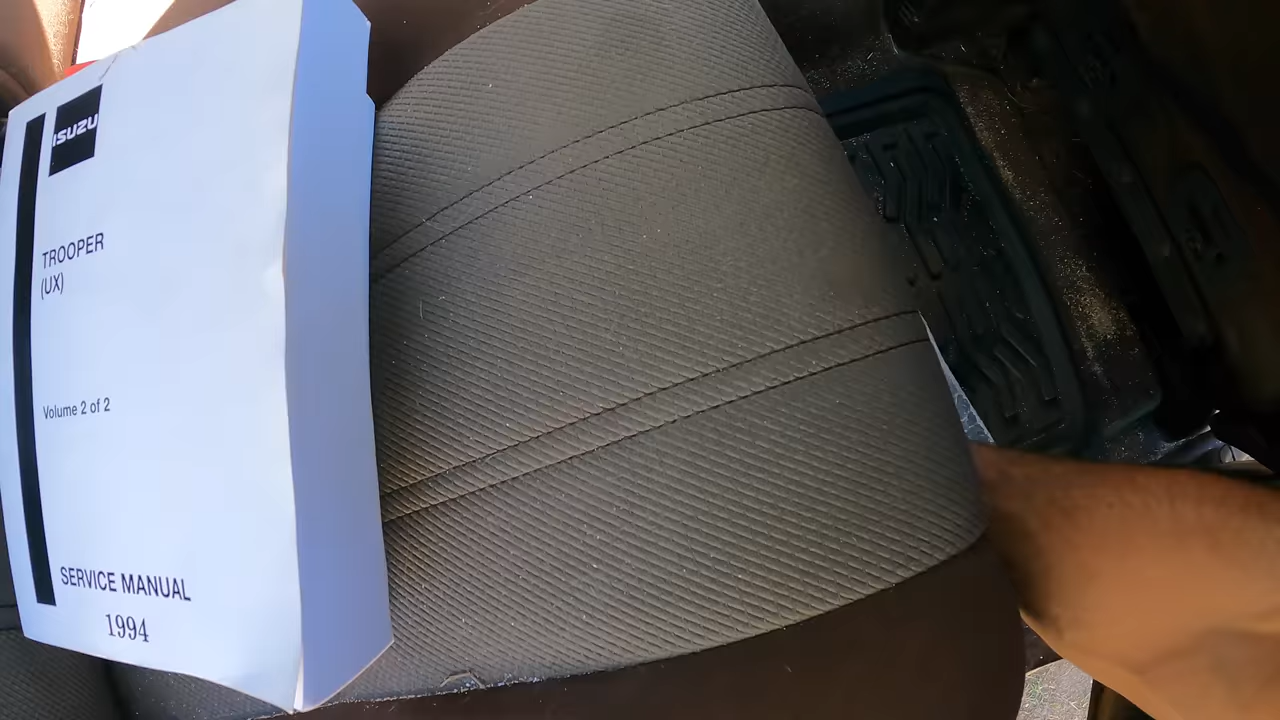 ISUZU
TROOPER
(UX)
Volume 2 of 2
SERVICE MANUAL
1994